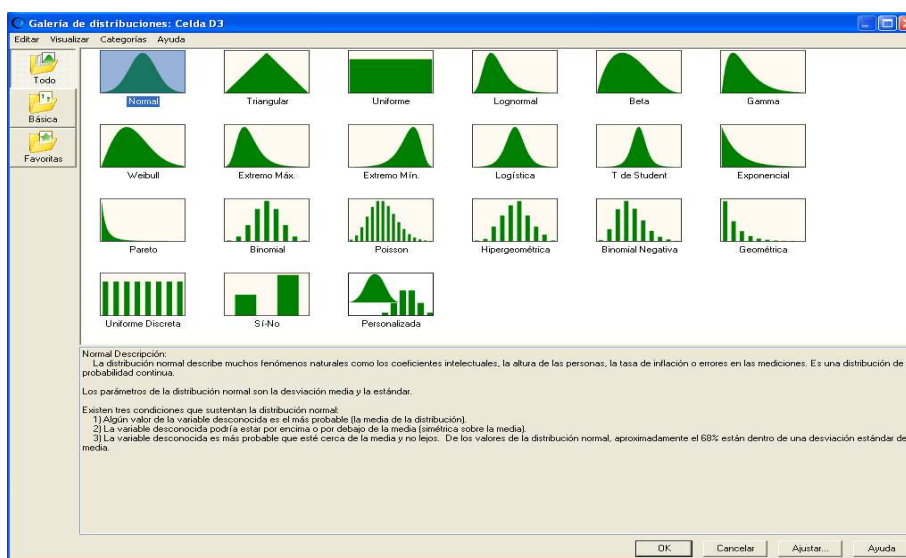 Galería de distribuciones: Celda D3
Editar Visualizar Categorías Ayuda
Todo
Básica
Favoritas
Normal Triangular Uniforme Lognormal Beta Gamma
Weibull Extremo Máx. Extremo Mín. Logística T de Student Exponencial
Pareto Binomial Poisson Hipergeométrica Binomial Negativa Geométrica
Uniforme Discreta Sí-No Personalizada
Normal Descripción:
La distribución normal describe muchos fenómenos naturales como los coeficientes intelectuales, la altura de las personas, la tasa de inflación o errores en las mediciones. Es una distribución de
probabilidad continua.
Los parámetros de la distribución normal son la desviación media y la estándar.
Existen tres condiciones que sustentan la distribución normal:
1) Algún valor de la variable desconocida es el más probable (la media de la distribución).
2) La variable desconocida podría estar por encima o por debajo de la media (simétrica sobre la media).
3) La variable desconocida es más probable que esté cerca de la media y no lejos. De los valores de la distribución normal, aproximadamente el 68% están dentro de una desviación estándar de
media.
OK Cancelar Ajustar... Ayuda